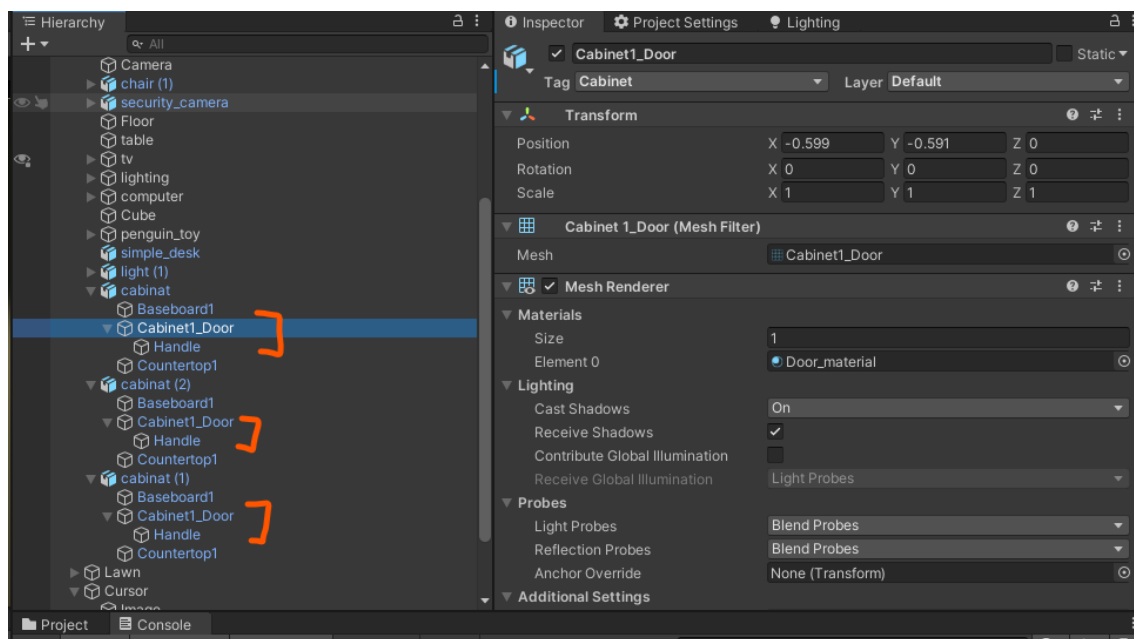 Hierarchy
All
Camera
chair (1)
security_camera
Floor
table
tv
lighting
computer
Cube
penguin_toy
simple_desk
light (1)
cabinat
Baseboard1
Cabinet1_Door
Handle
Countertop1
cabinat (2)
Baseboard1
Cabinet1_Door
Handle
Countertop1
cabinat (1)
Baseboard1
Cabinet1_Door
Handle
Countertop1
Lawn
Cursor
Image
Project Console
Inspector Project Settings Lighting
Cabinet1_Door Static
Tag Cabinet Layer Default
Transform
Position X -0.599 Y -0.591 Z 0
Rotation X 0 Y 0 Z 0
Scale X 1 Y 1 Z 1
Cabinet 1_Door (Mesh Filter)
Mesh Cabinet1_Door
Mesh Renderer
Materials
Size 1
Element 0 Door_material
Lighting
Cast Shadows On
Receive Shadows
Contribute Global Illumination
Receive Global Illumination Light Probes
Probes
Light Probes Blend Probes
Reflection Probes Blend Probes
Anchor Override None (Transform)
Additional Settings